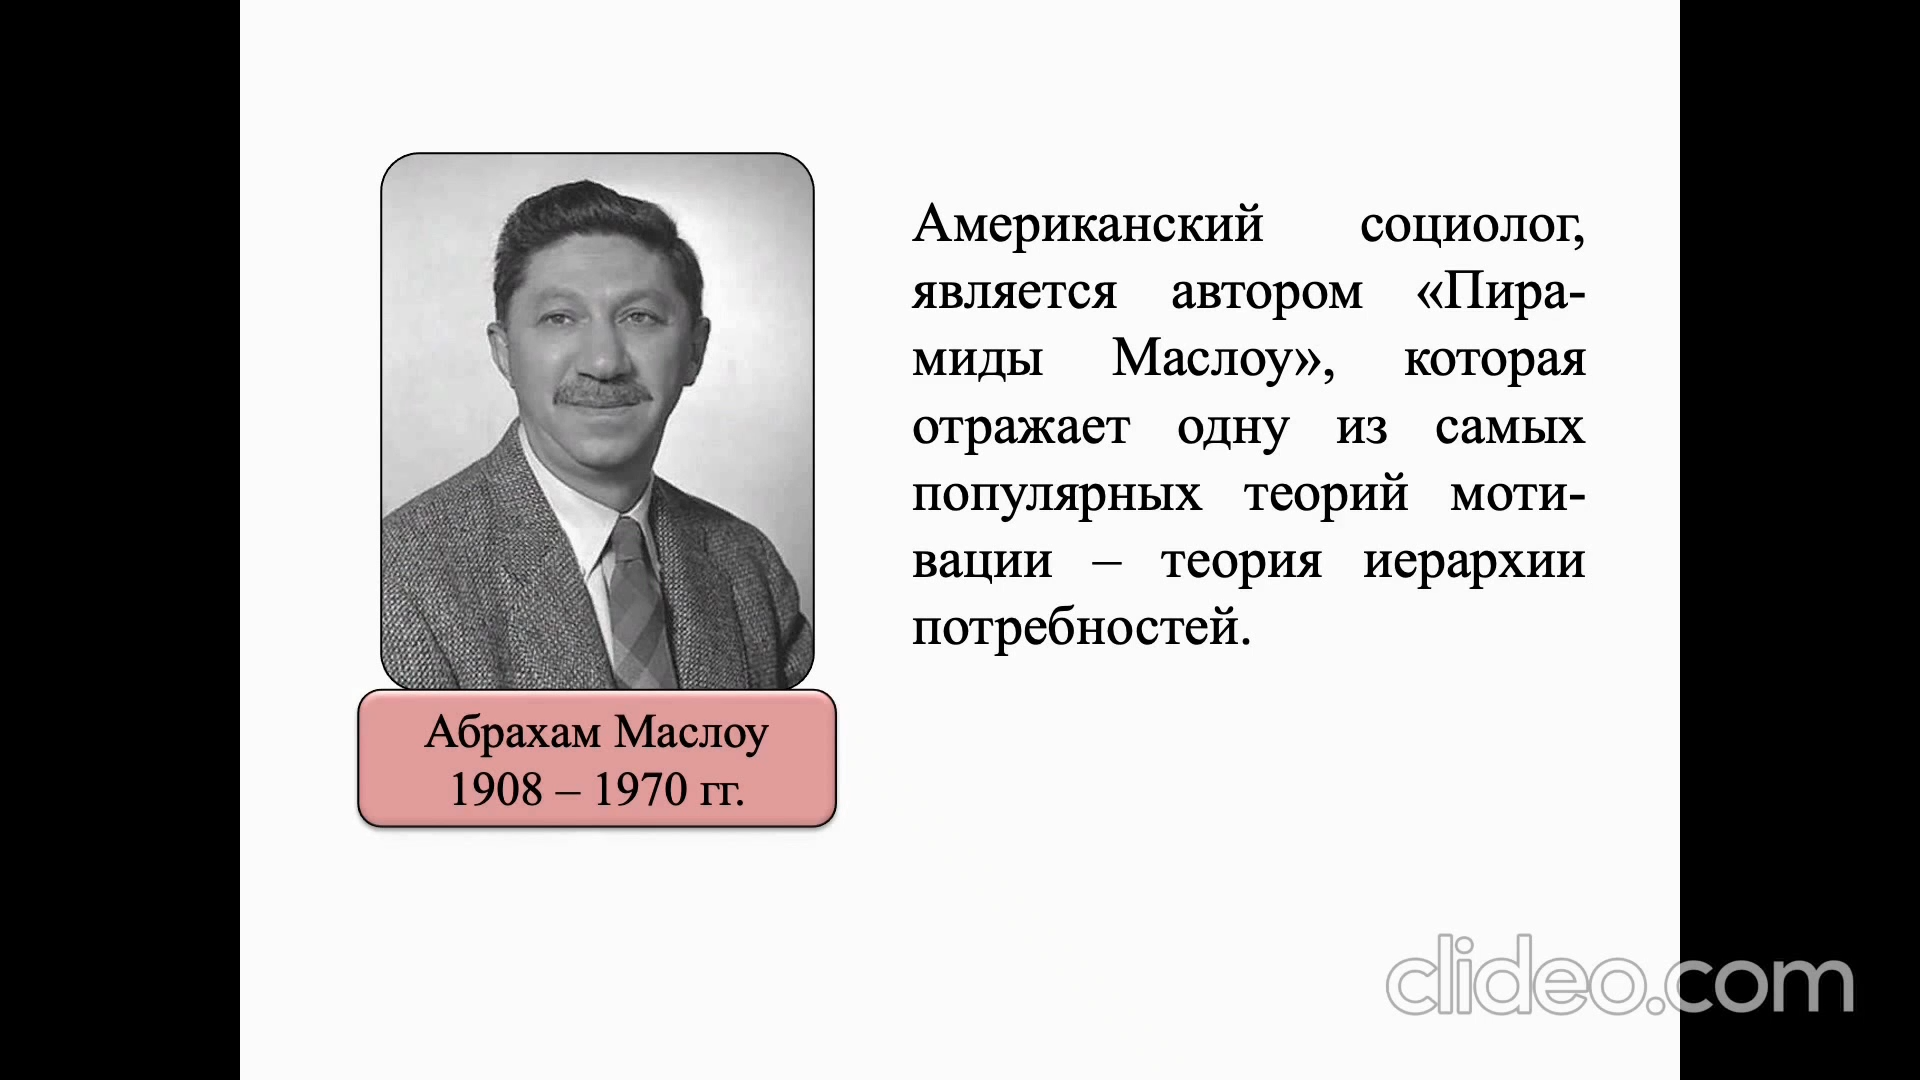 Американский социолог,
является автором «Пира-
миды Маслоу», которая
отражает одну из самых
популярных теорий моти-
вации – теория иерархии
потребностей.
Абрахам Маслоу
1908 – 1970 гг.
clideo.com